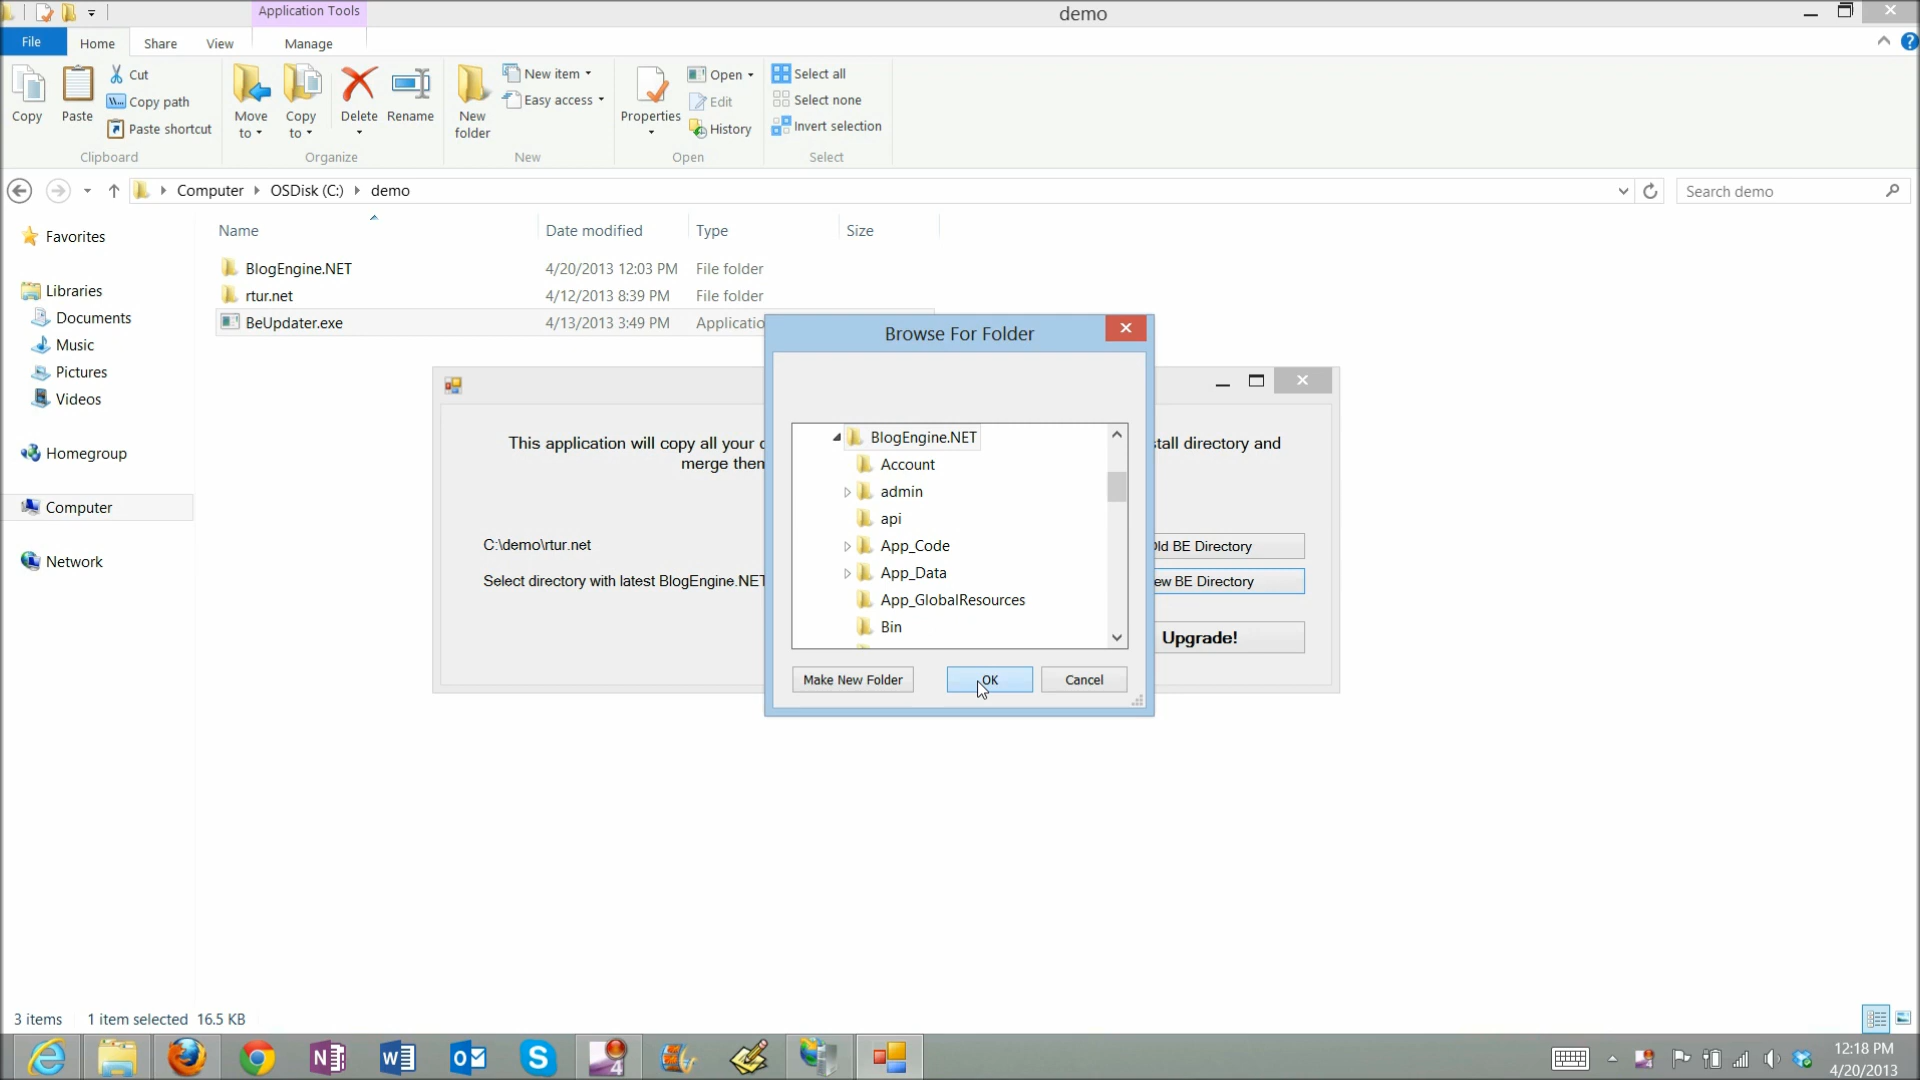 Application Tools
demo
File
Home
Share
View
Manage
Copy
Paste
Cut
Copy path
Paste shortcut
Clipboard
Move to
Copy to
Delete
Rename
Organize
New folder
New item
Easy access
New
Properties
Open
Edit
History
Open
Select all
Select none
Invert selection
Select
Computer
OSDisk (C:)
demo
Search demo
Name
Date modified
Type
Size
BlogEngine.NET 4/20/2013 12:03 PM File folder
rtur.net 4/12/2013 8:39 PM File folder
BeUpdater.exe 4/13/2013 3:49 PM Applicatio
Favorites
Libraries
Documents
Music
Pictures
Videos
Homegroup
Computer
Network
This application will copy all your
stall directory and
merge them
C:\demo\rtur.net
Old BE Directory
Select directory with latest BlogEngine.NET
ew BE Directory
Upgrade!
Browse For Folder
BlogEngine.NET
Account
admin
api
App_Code
App_Data
App_GlobalResources
Bin
Make New Folder
OK
Cancel
3 items 1 item selected 16.5 KB
12:18 PM
4/20/2013